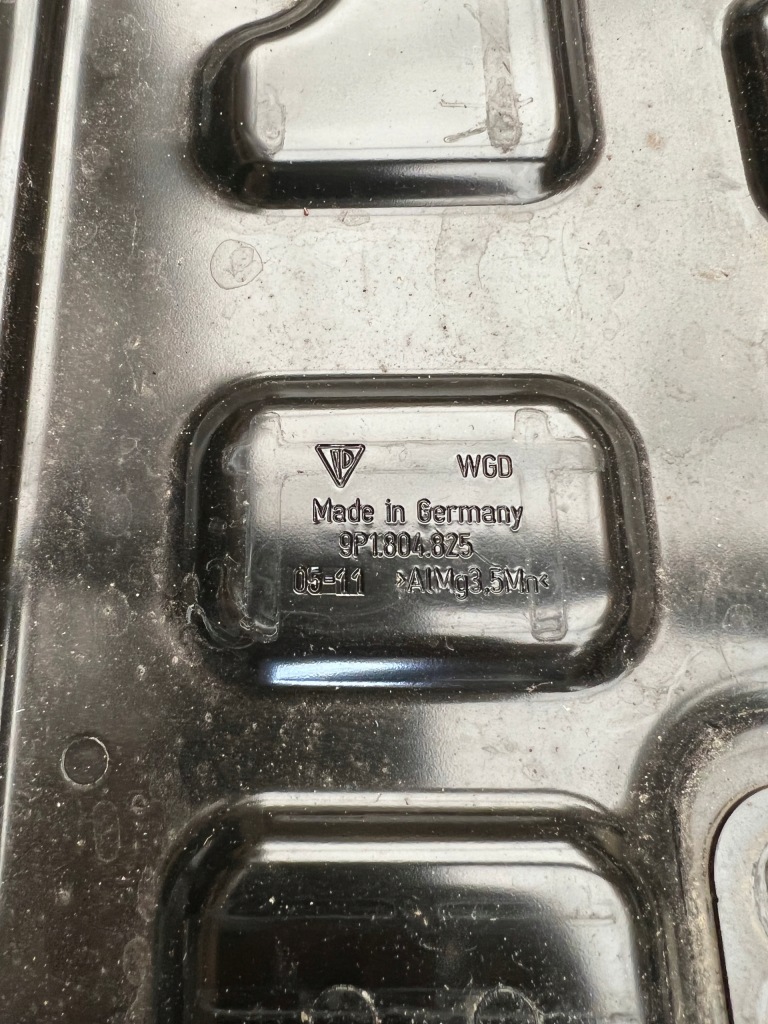 WGD
Made in Germany
9P1.804.825
05-11 >AlMg3,5Mn<